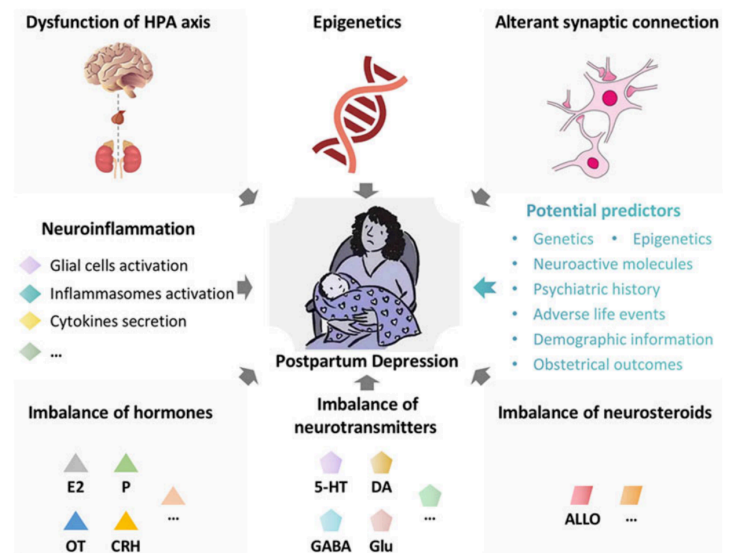 Dysfunction of HPA axis
Epigenetics
Alterant synaptic connection
Neuroinflammation
Glial cells activation
Inflammasomes activation
Cytokines secretion
...
Postpartum Depression
Potential predictors
• Genetics • Epigenetics
• Neuroactive molecules
• Psychiatric history
• Adverse life events
• Demographic information
• Obstetrical outcomes
Imbalance of hormones
E2 P
...
OT CRH
Imbalance of
neurotransmitters
5-HT DA
...
GABA Glu
Imbalance of neurosteroids
ALLO ...